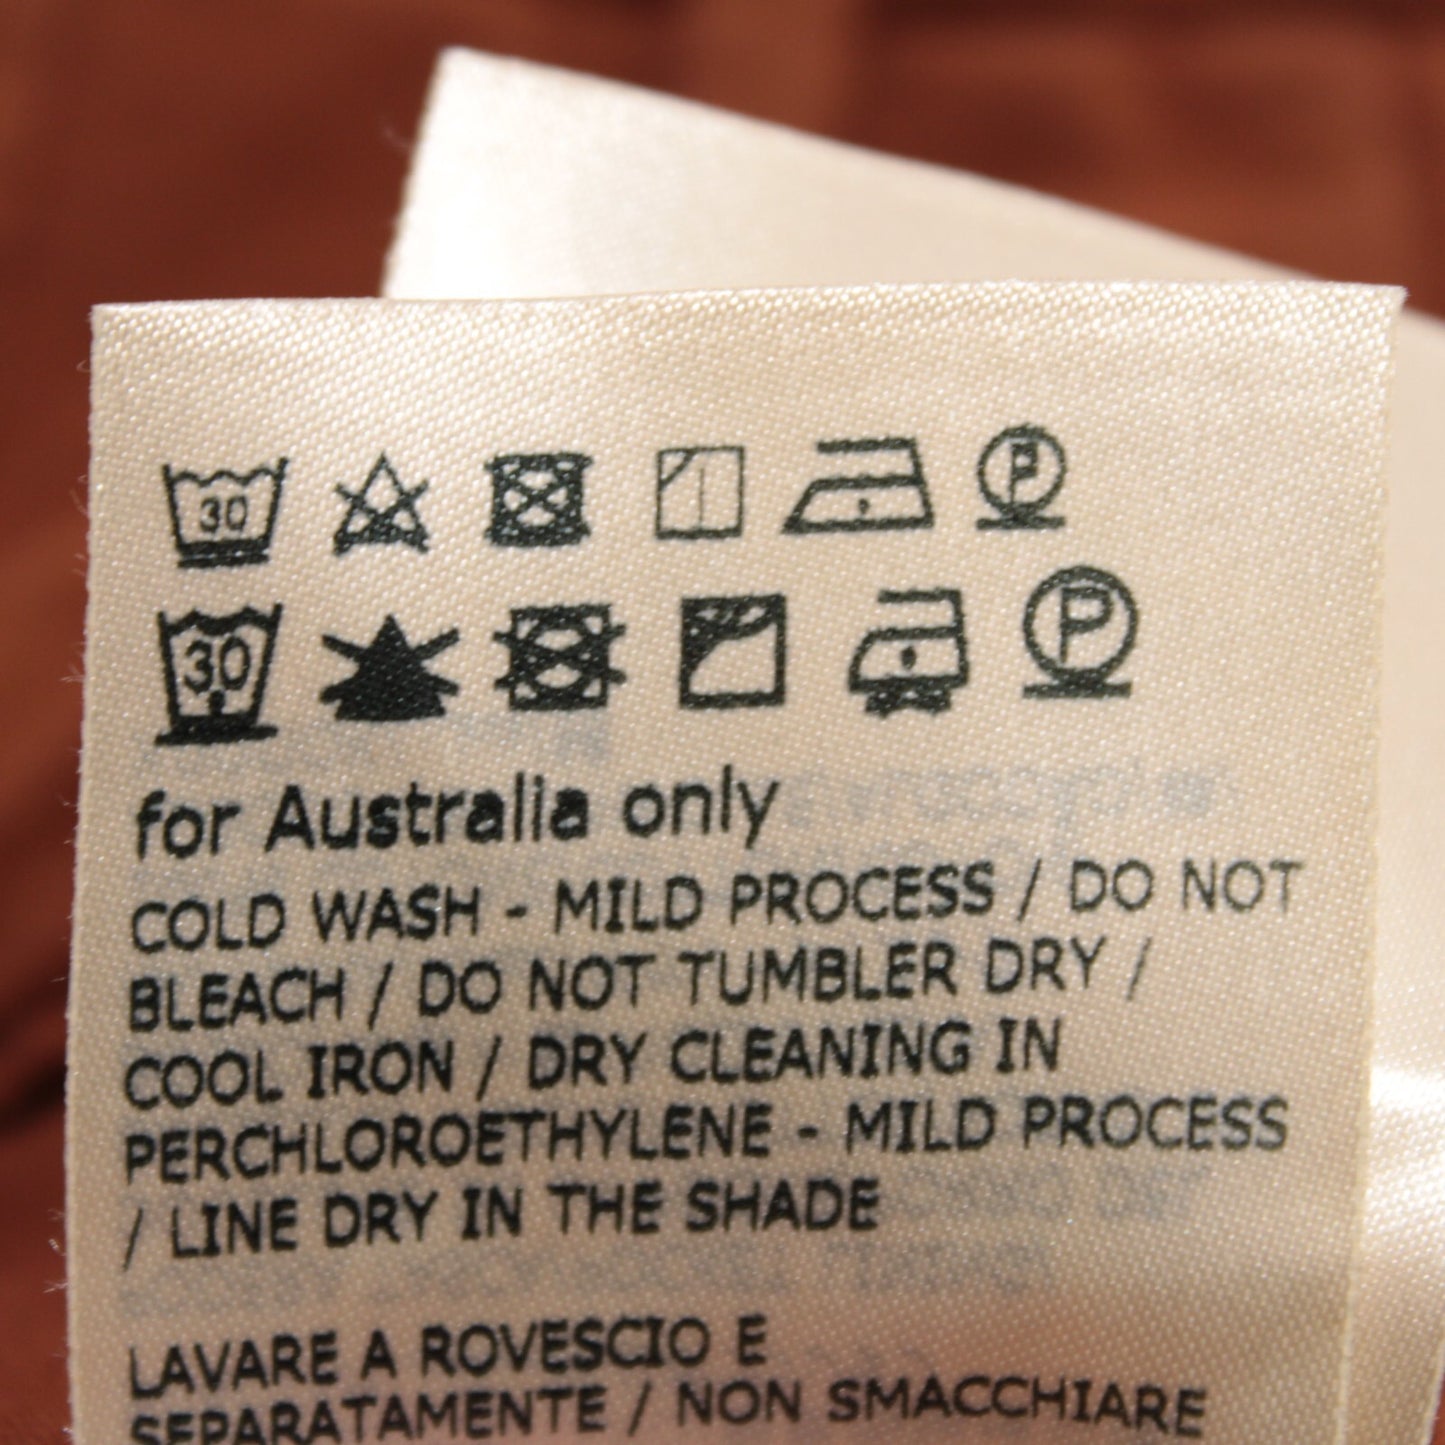 30 P
30 P
for Australia only
COLD WASH - MILD PROCESS / DO NOT
BLEACH / DO NOT TUMBLER DRY /
COOL IRON / DRY CLEANING IN
PERCHLOROETHYLENE - MILD PROCESS
/ LINE DRY IN THE SHADE
LAVARE A ROVESCIO E
SEPARATAMENTE / NON SMACCHIARE